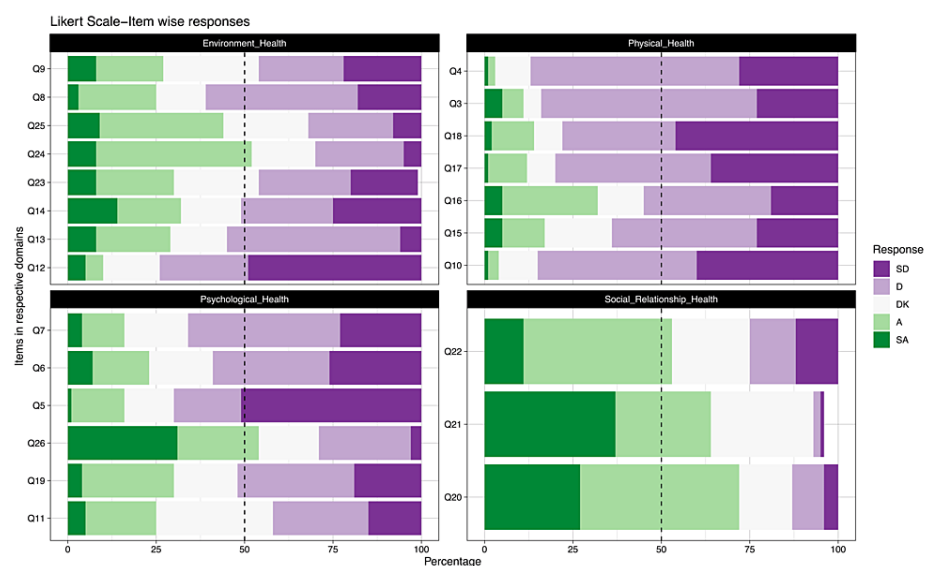 Likert Scale-Item wise responses
Environment_Health
Q9
Q8
Q25
Q24
Q23
Q14
Q13
Q12
Physical_Health
Q4
Q3
Q18
Q17
Q16
Q15
Q10
Psychological_Health
Q7
Q6
Q5
Q26
Q19
Q11
0 25 50 75 100
Social_Relationship_Health
Q22
Q21
Q20
0 25 50 75 100
Percentage
Items in respective domains
Response
SD
D
DK
A
SA